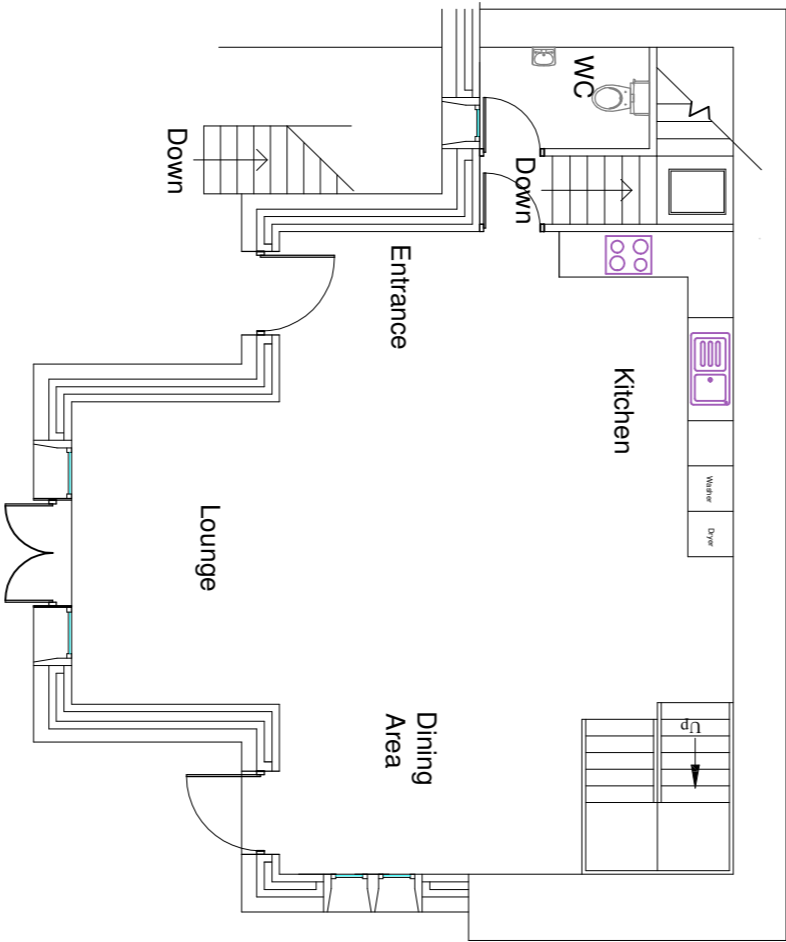 WC
Down
Down
Entrance
Kitchen
Washer
Dryer
Lounge
Dining
Area
Up